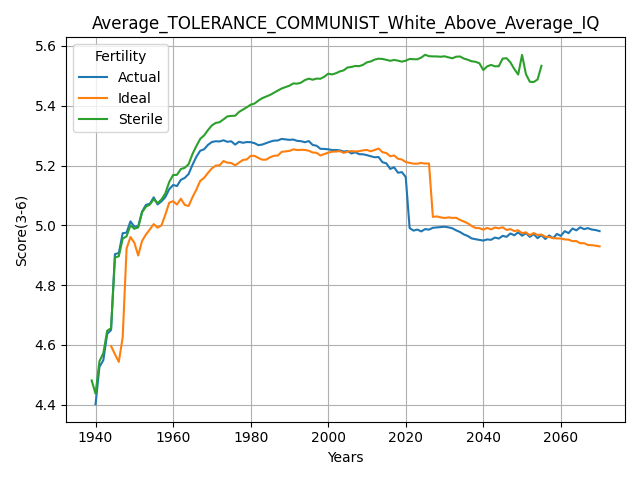 Average_TOLERANCE_COMMUNIST_White_Above_Average_IQ
Fertility
Actual
Ideal
Sterile
Score(3-6)
5.6
5.4
5.2
5.0
4.8
4.6
4.4
1940 1960 1980 2000 2020 2040 2060
Years